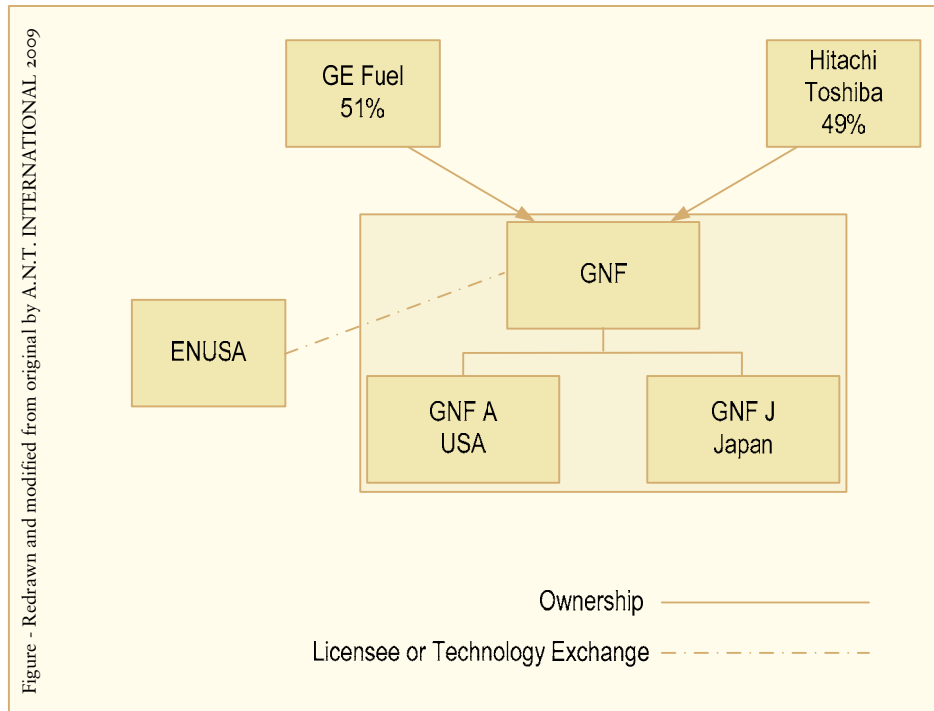 Figure - Redrawn and modified from original by A.N.T. INTERNATIONAL 2009
GE Fuel
51%
Hitachi
Toshiba
49%
GNF
ENUSA
GNF A
USA
GNF J
Japan
Ownership
Licensee or Technology Exchange